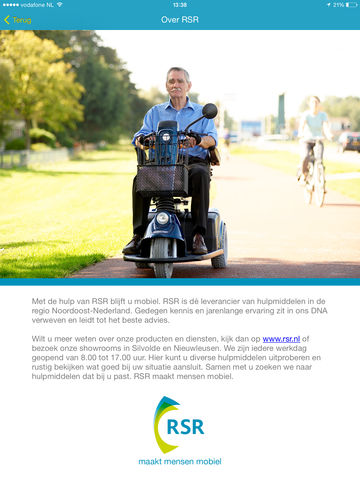 vodafone NL
13:38
21%
Terug
Over RSR
Met de hulp van RSR blijft u mobiel. RSR is dè leverancier van hulpmiddelen in de
regio Noordoost-Nederland. Gedegen kennis en jarenlange ervaring zit in ons DNA
verweven en leidt tot het beste advies.
Wilt u meer weten over onze producten en diensten, kijk dan op www.rsr.nl of
bezoek onze showrooms in Silvolde en Nieuwleusen. We zijn iedere werkdag
geopend van 8.00 tot 17.00 uur. Hier kunt u diverse hulpmiddelen uitproberen en
rustig bekijken wat goed bij uw situatie aansluit. Samen met u zoeken we naar
hulpmiddelen dat bij u past. RSR maakt mensen mobiel.
RSR
maakt mensen mobiel